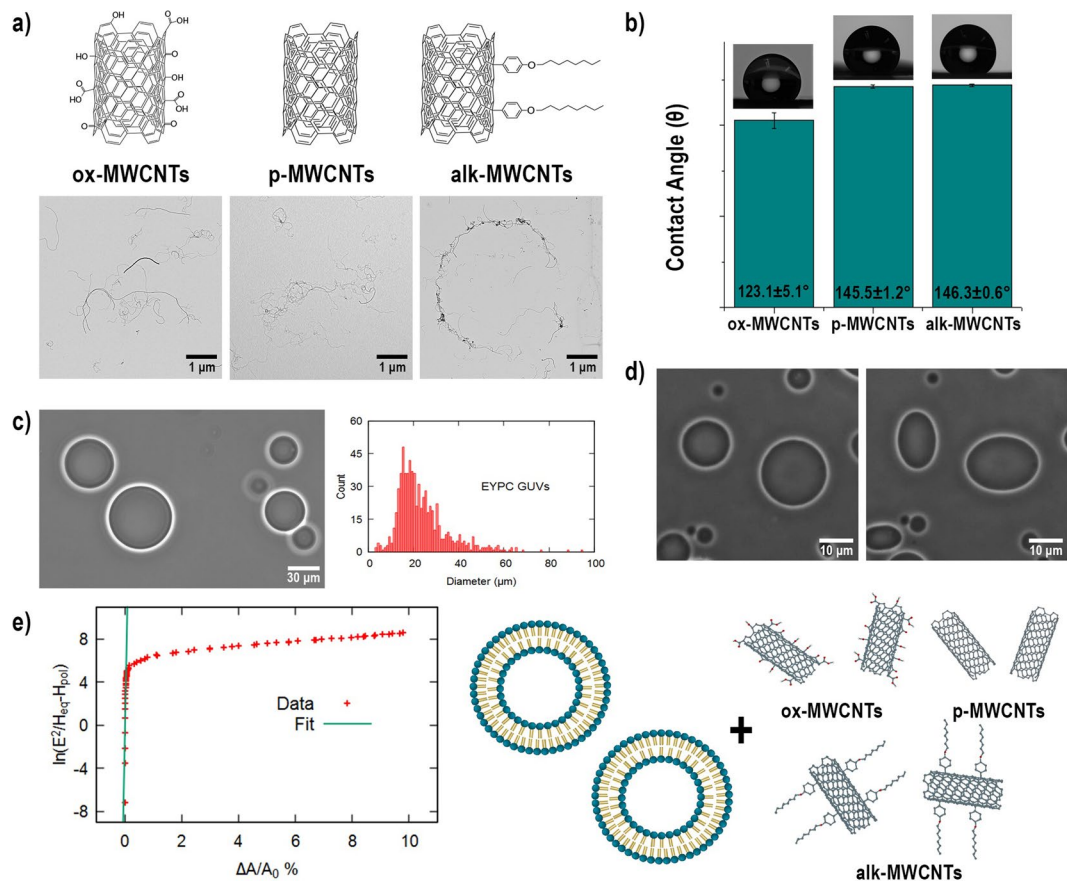 a)
OH
O
OH
HO
O
OH
O
HO
O
OH
O
O
O
O
ox-MWCNTs
p-MWCNTs
alk-MWCNTs
1 µm
1 µm
1 µm
b)
Contact Angle (θ)
123.1±5.1°
145.5±1.2°
146.3±0.6°
ox-MWCNTs
p-MWCNTs
alk-MWCNTs
c)
30 µm
Count
60
45
30
15
0
EYPC GUVs
0
20
40
60
80
100
Diameter (µm)
d)
10 µm
10 µm
e)
ln(E²/Heq-Hpol)
8
4
0
-4
-8
Data
Fit
0
2
4
6
8
10
ΔA/A₀ %
+
ox-MWCNTs
p-MWCNTs
alk-MWCNTs